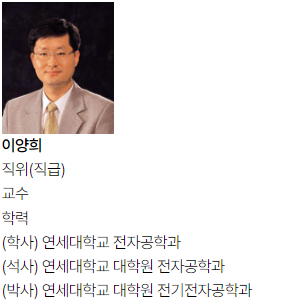 이양희
직위(직급)
교수
학력
(학사) 연세대학교 전자공학과
(석사) 연세대학교 대학원 전자공학과
(박사) 연세대학교 대학원 전기전자공학과